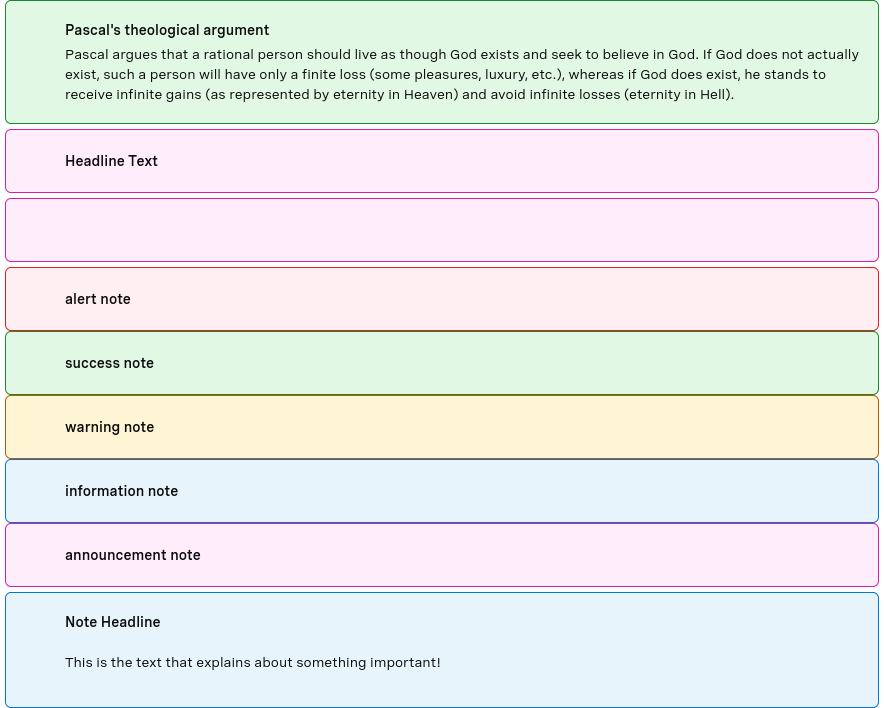 Pascal's theological argument
Pascal argues that a rational person should live as though God exists and seek to believe in God. If God does not actually
exist, such a person will have only a finite loss (some pleasures, luxury, etc.), whereas if God does exist, he stands to
receive infinite gains (as represented by eternity in Heaven) and avoid infinite losses (eternity in Hell).
Headline Text
alert note
success note
warning note
information note
announcement note
Note Headline
This is the text that explains about something important!